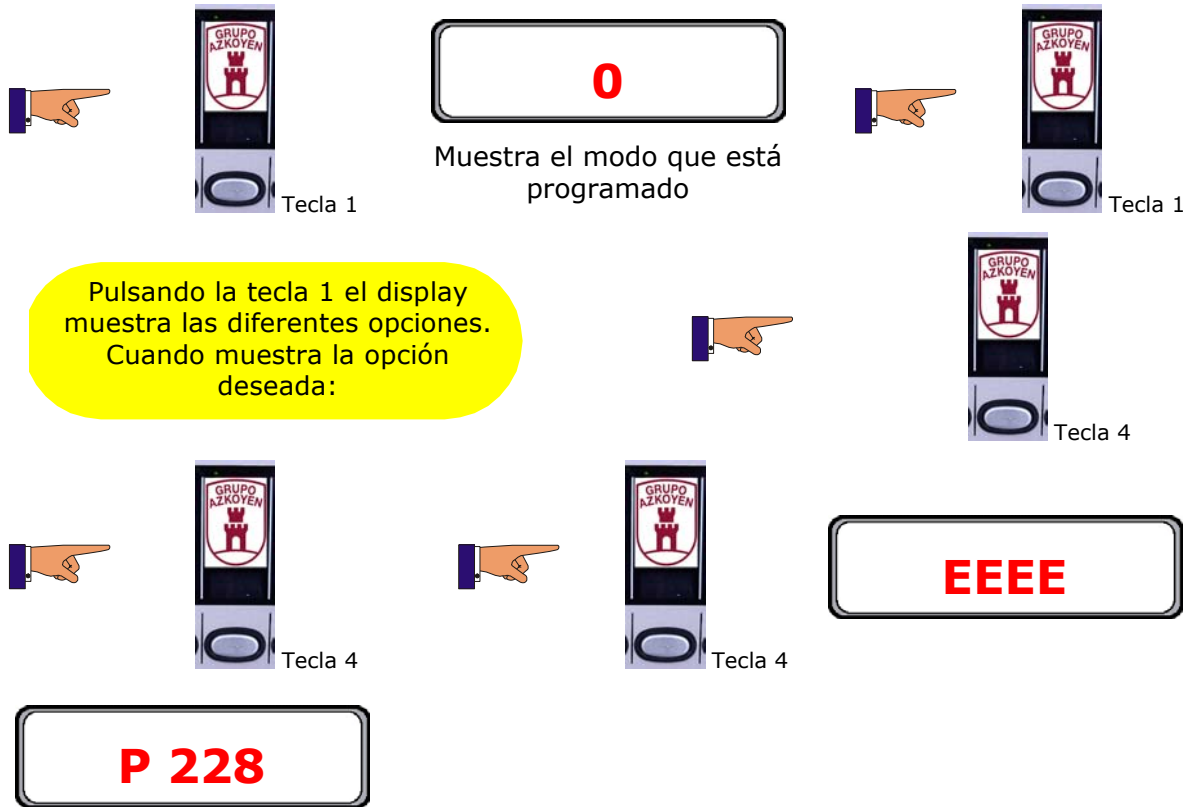 GRUPO
AZKOYEN
Tecla 1
0
Muestra el modo que está
programado
GRUPO
AZKOYEN
Tecla 1
Pulsando la tecla 1 el display
muestra las diferentes opciones.
Cuando muestra la opción
deseada:
GRUPO
AZKOYEN
Tecla 4
GRUPO
AZKOYEN
Tecla 4
GRUPO
AZKOYEN
Tecla 4
EEEE
P 228